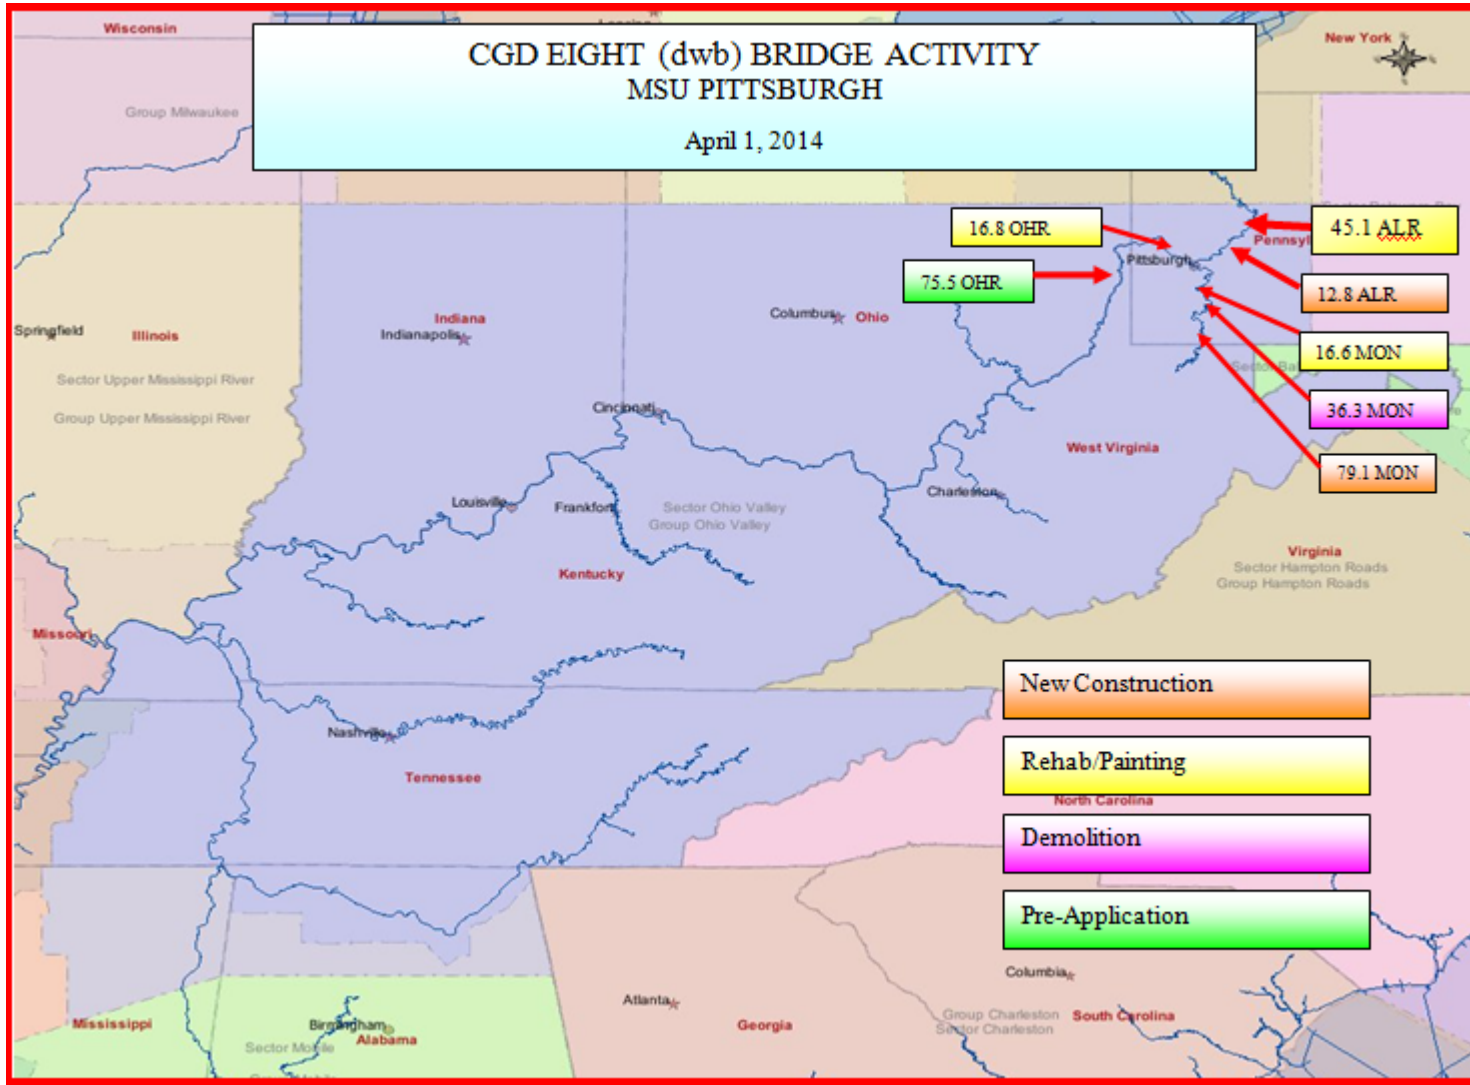 Wisconsin
New York
CGD EIGHT (dwb) BRIDGE ACTIVITY
MSU PITTSBURGH
April 1, 2014
Group Milwaukee
16.8 OHR
45.1 ALR
Pennsyl
Pittsburgh
75.5 OHR
12.8 ALR
Springfield
Illinois
Indiana
Indianapolis
Columbus
Ohio
16.6 MON
Sector Upper Mississippi River
Group Upper Mississippi River
Cincinnati
36.3 MON
West Virginia
79.1 MON
Louisville
Frankfort
Sector Ohio Valley
Group Ohio Valley
Charleston
Kentucky
Virginia
Sector Hampton Roads
Group Hampton Roads
Missouri
New Construction
Nashville
Rehab/Painting
Tennessee
North Carolina
Demolition
Pre-Application
Columbia
Atlanta
Mississippi
Birmingham
Alabama
Sector Mobile
Georgia
Group Charleston
Sector Charleston
South Carolina